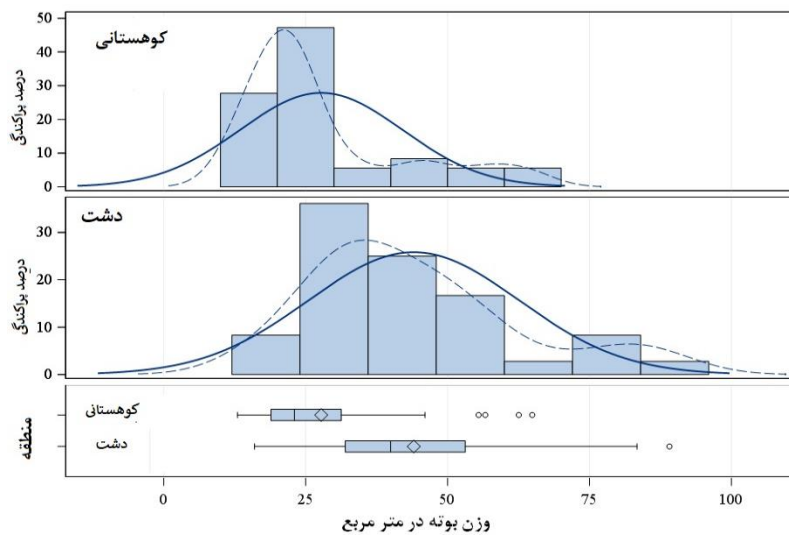 کوهستانی
درصد پراکندگی
50
40
30
20
10
0
دشت
درصد پراکندگی
30
20
10
0
منطقه
کوهستانی
دشت
0 25 50 75 100
وزن بوته در متر مربع